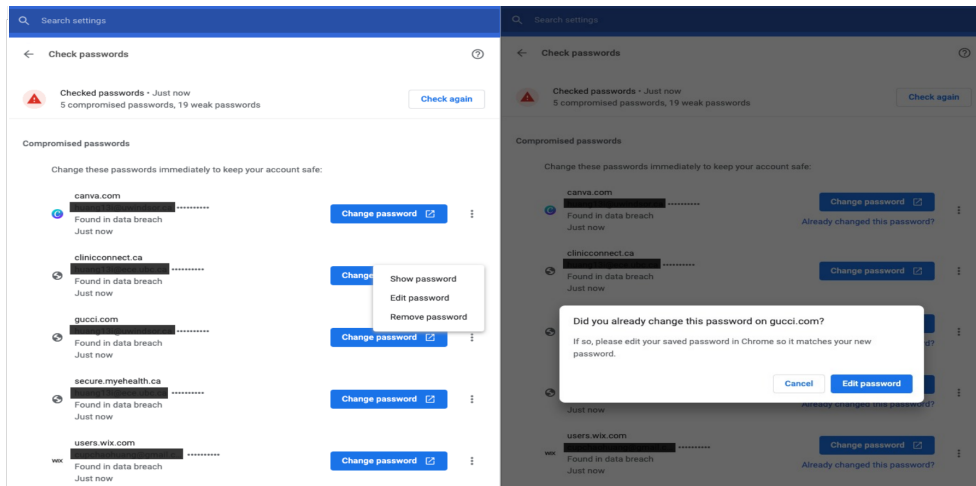 Search settings
Check passwords
Checked passwords • Just now
5 compromised passwords, 19 weak passwords
Check again
Compromised passwords
Change these passwords immediately to keep your account safe:
canva.com
••••••••••
Found in data breach
Just now
Change password
clinicconnect.ca
••••••••••
Found in data breach
Just now
Change
Show password
Edit password
Remove password
gucci.com
••••••••••
Found in data breach
Just now
Change password
secure.myehealth.ca
••••••••••
Found in data breach
Just now
Change password
users.wix.com
••••••••••
WIX
Found in data breach
Just now
Change password
Search settings
Check passwords
Checked passwords • Just now
5 compromised passwords, 19 weak passwords
Check again
Compromised passwords
Change these passwords immediately to keep your account safe:
canva.com
••••••••••
Found in data breach
Just now
Change password
Already changed this password?
clinicconnect.ca
••••••••••
Found in data breach
Just now
Change password
Did you already change this password on gucci.com?
If so, please edit your saved password in Chrome so it matches your new
password.
Cancel
Edit password
Just now
Already changed this password?
users.wix.com
••••••••••
WIX
Found in data breach
Just now
Change password
Already changed this password?